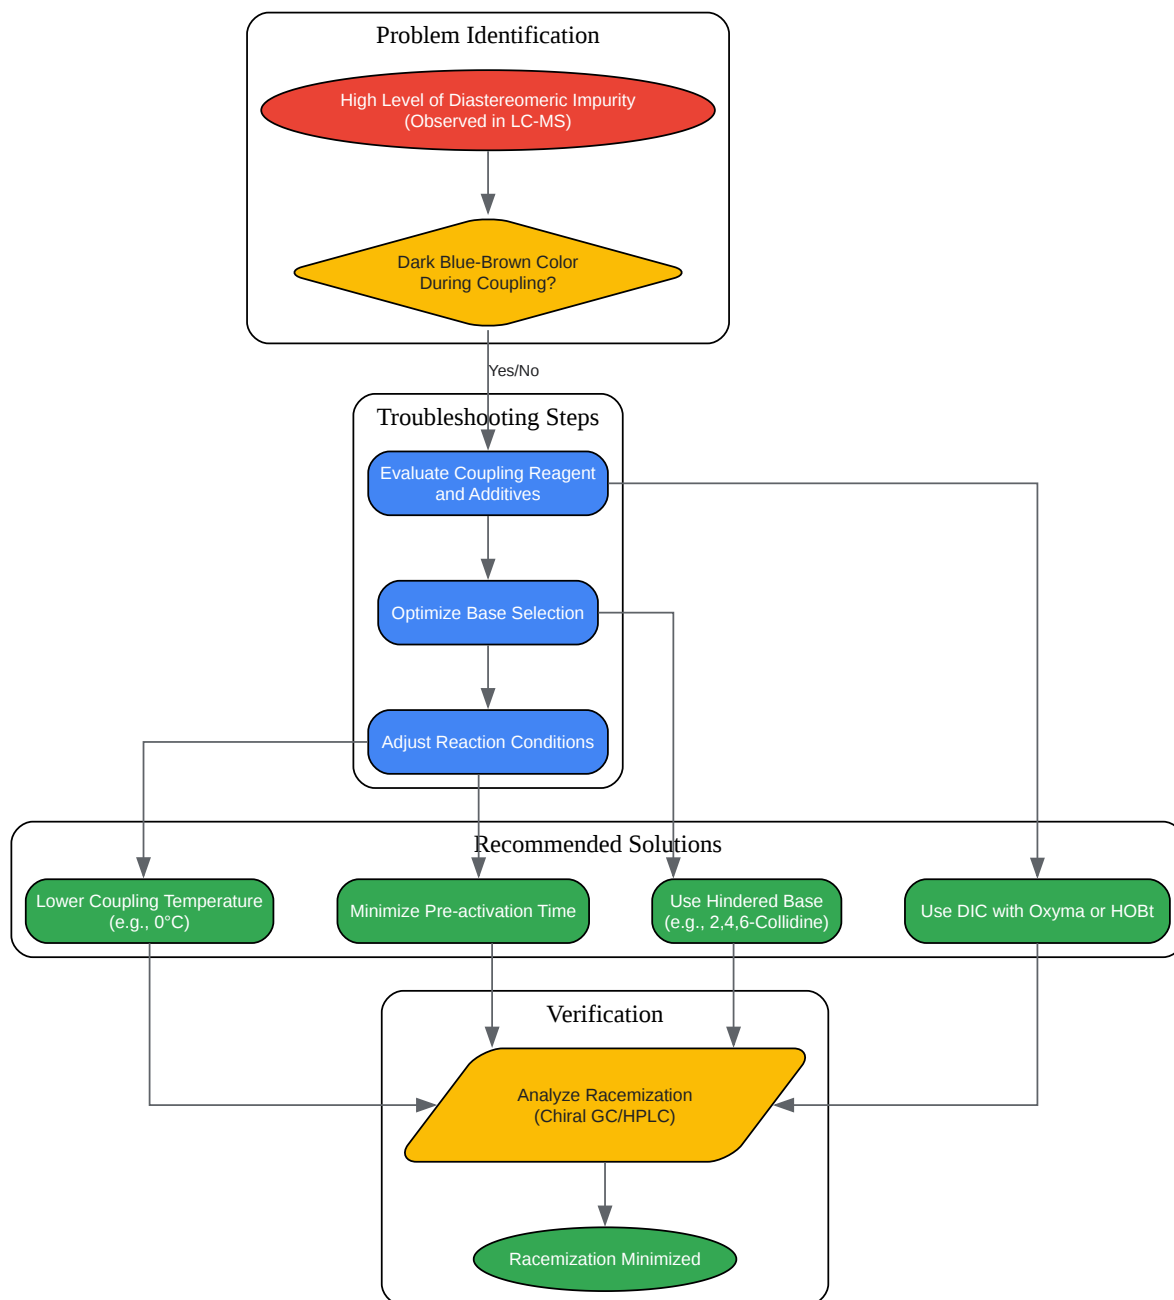 Problem Identification
High Level of Diastereomeric Impurity
(Observed in LC-MS)
Dark Blue-Brown Color
During Coupling?
Yes/No
Troubleshooting Steps
Evaluate Coupling Reagent
and Additives
Optimize Base Selection
Adjust Reaction Conditions
Recommended Solutions
Lower Coupling Temperature
(e.g., 0°C)
Minimize Pre-activation Time
Use Hindered Base
(e.g., 2,4,6-Collidine)
Use DIC with Oxyma or HOBt
Verification
Analyze Racemization
(Chiral GC/HPLC)
Racemization Minimized